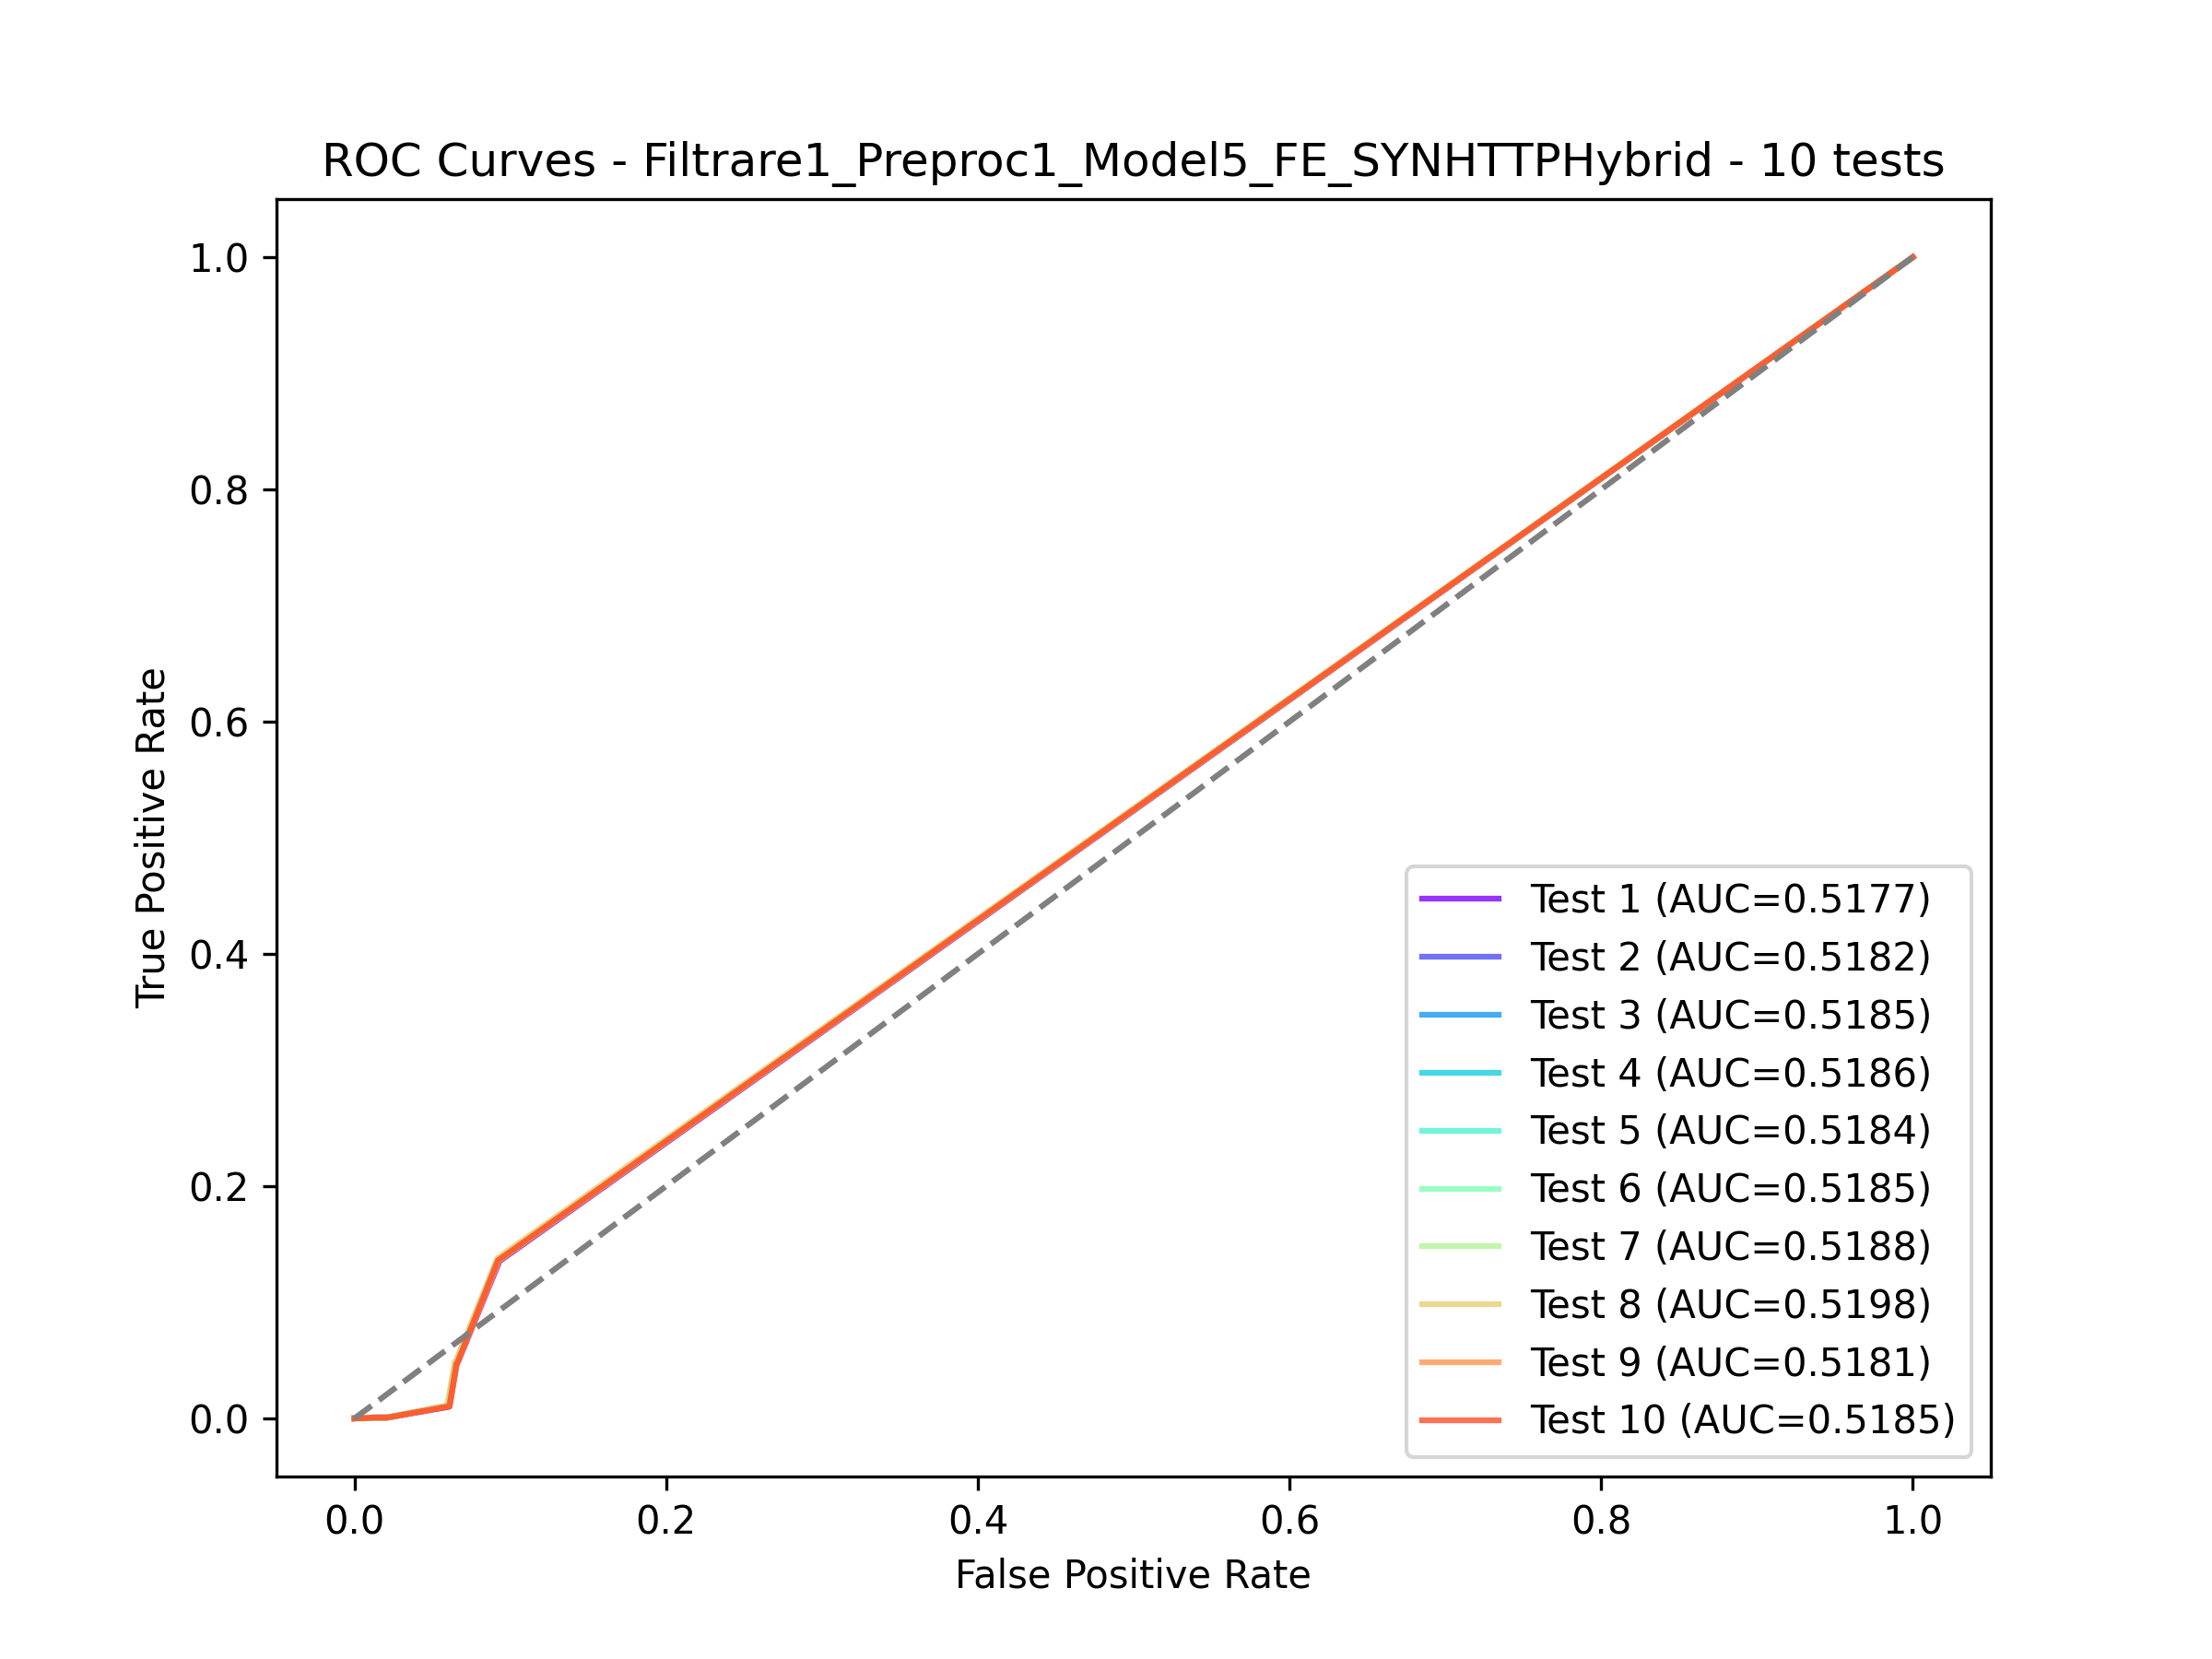 ROC Curves - Filtrare1_Preproc1_Model5_FE_SYNHTTPHybrid - 10 tests
True Positive Rate
1.0
0.8
0.6
0.4
0.2
0.0
Test 1 (AUC=0.5177)
Test 2 (AUC=0.5182)
Test 3 (AUC=0.5185)
Test 4 (AUC=0.5186)
Test 5 (AUC=0.5184)
Test 6 (AUC=0.5185)
Test 7 (AUC=0.5188)
Test 8 (AUC=0.5198)
Test 9 (AUC=0.5181)
Test 10 (AUC=0.5185)
0.0 0.2 0.4 0.6 0.8 1.0
False Positive Rate